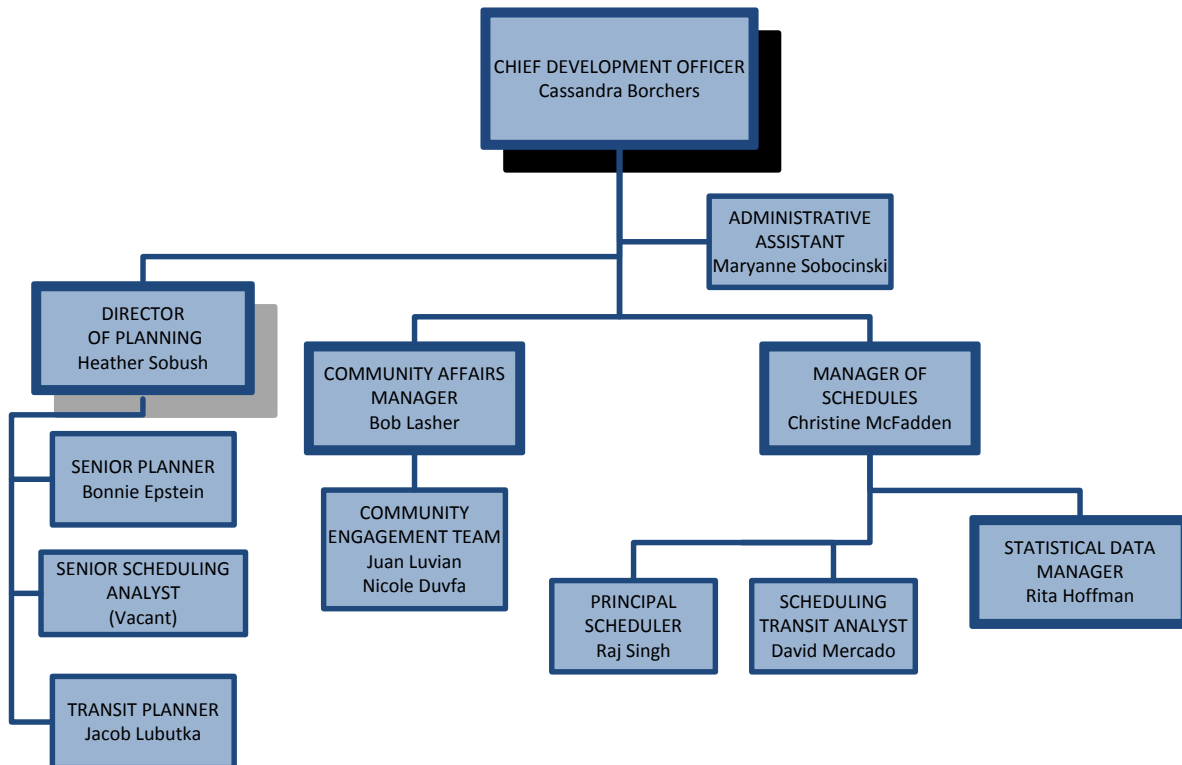 CHIEF DEVELOPMENT OFFICER
Cassandra Borchers
ADMINISTRATIVE
ASSISTANT
Maryanne Sobocinski
DIRECTOR
OF PLANNING
Heather Sobush
COMMUNITY AFFAIRS
MANAGER
Bob Lasher
MANAGER OF
SCHEDULES
Christine McFadden
SENIOR PLANNER
Bonnie Epstein
SENIOR SCHEDULING
ANALYST
(Vacant)
TRANSIT PLANNER
Jacob Lubutka
COMMUNITY
ENGAGEMENT TEAM
Juan Luvian
Nicole Duvfa
PRINCIPAL
SCHEDULER
Raj Singh
SCHEDULING
TRANSIT ANALYST
David Mercado
STATISTICAL DATA
MANAGER
Rita Hoffman